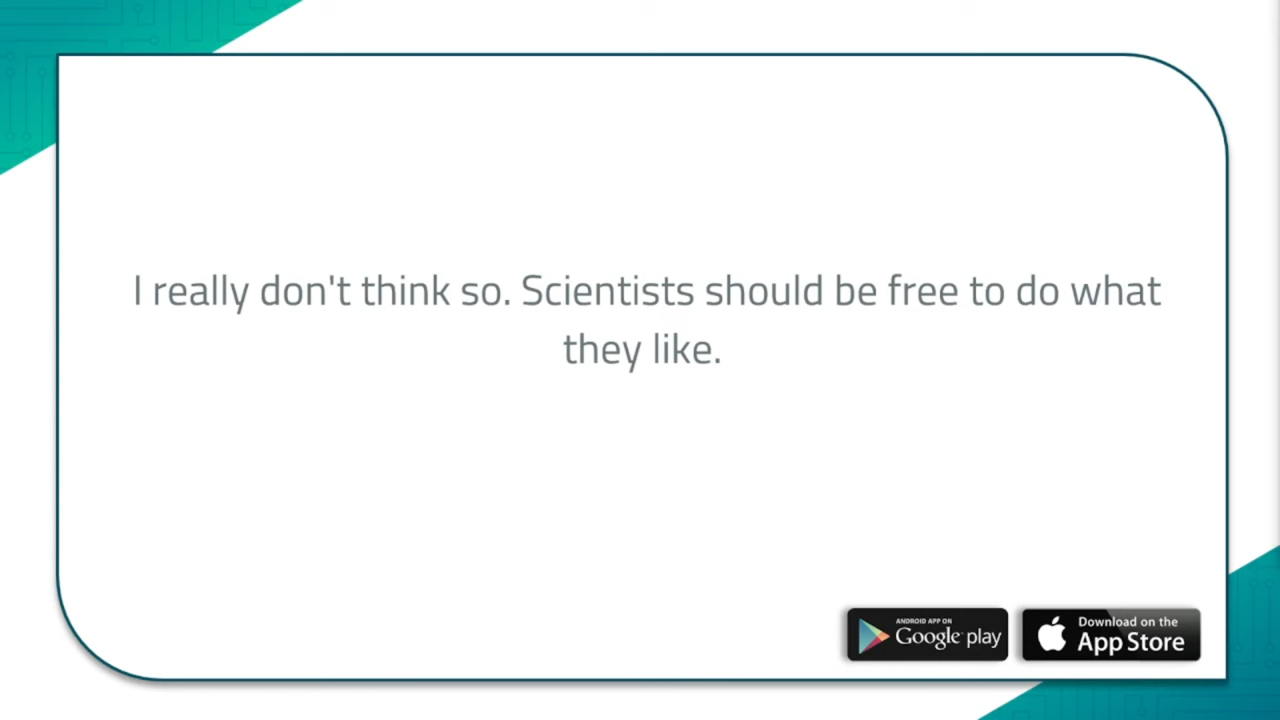 I really don't think so. Scientists should be free to do what
they like.
ANDROID APP ON
Google play
Download on the
App Store